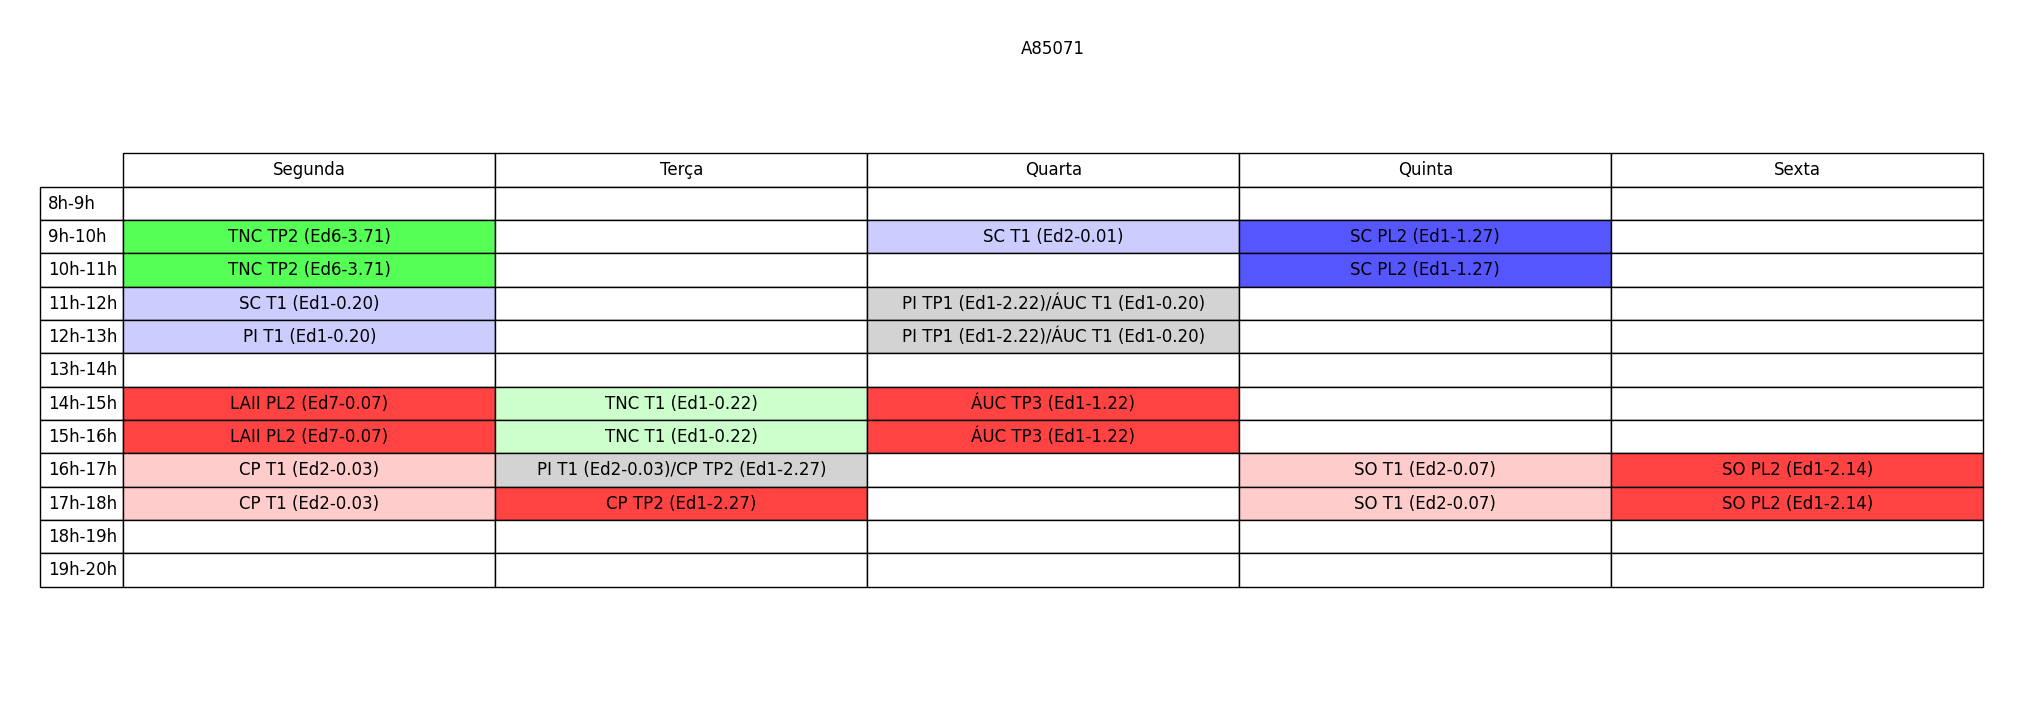 A85071
Segunda Terça Quarta Quinta Sexta
8h-9h
9h-10h TNC TP2 (Ed6-3.71) SC T1 (Ed2-0.01) SC PL2 (Ed1-1.27)
10h-11h TNC TP2 (Ed6-3.71) SC PL2 (Ed1-1.27)
11h-12h SC T1 (Ed1-0.20) PI TP1 (Ed1-2.22)/ÁUC T1 (Ed1-0.20)
12h-13h PI T1 (Ed1-0.20) PI TP1 (Ed1-2.22)/ÁUC T1 (Ed1-0.20)
13h-14h
14h-15h LAII PL2 (Ed7-0.07) TNC T1 (Ed1-0.22) ÁUC TP3 (Ed1-1.22)
15h-16h LAII PL2 (Ed7-0.07) TNC T1 (Ed1-0.22) ÁUC TP3 (Ed1-1.22)
16h-17h CP T1 (Ed2-0.03) PI T1 (Ed2-0.03)/CP TP2 (Ed1-2.27) SO T1 (Ed2-0.07) SO PL2 (Ed1-2.14)
17h-18h CP T1 (Ed2-0.03) CP TP2 (Ed1-2.27) SO T1 (Ed2-0.07) SO PL2 (Ed1-2.14)
18h-19h
19h-20h